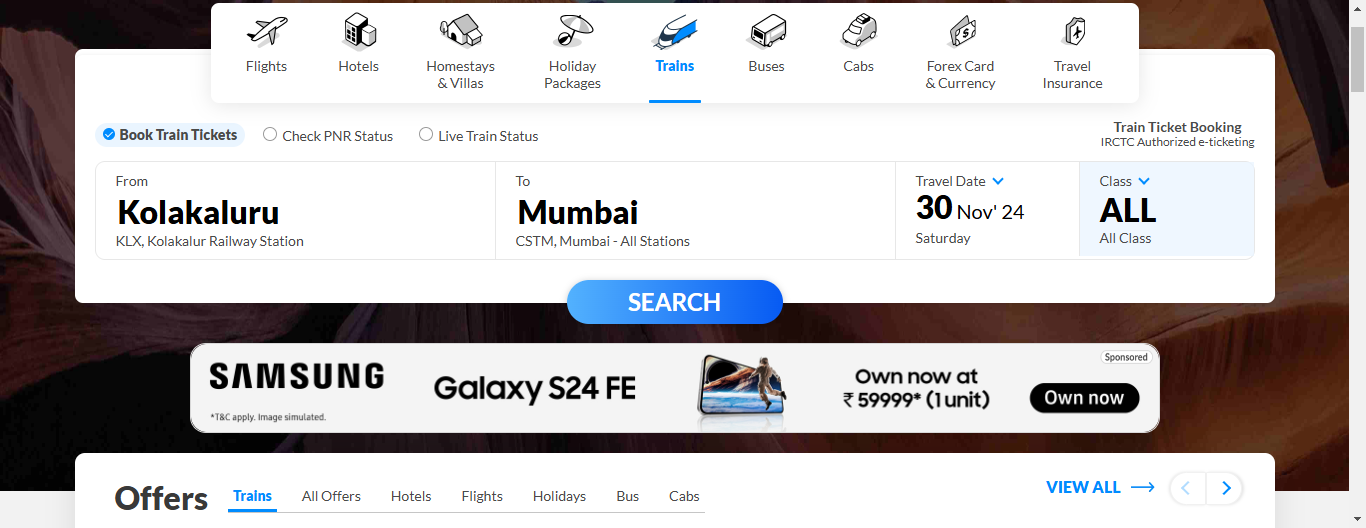 Flights
Hotels
Homestays
& Villas
Holiday
Packages
Trains
Buses
Cabs
Forex Card
& Currency
Travel
Insurance
Book Train Tickets
Check PNR Status
Live Train Status
Train Ticket Booking
IRCTC Authorized e-ticketing
From
Kolakaluru
KLX, Kolakalur Railway Station
To
Mumbai
CSTM, Mumbai - All Stations
Travel Date
30 Nov' 24
Saturday
Class
ALL
All Class
SEARCH
SAMSUNG
*T&C apply. Image simulated.
Galaxy S24 FE
Own now at
₹ 59999* (1 unit)
Sponsored
Own now
Offers
Trains
All Offers
Hotels
Flights
Holidays
Bus
Cabs
VIEW ALL